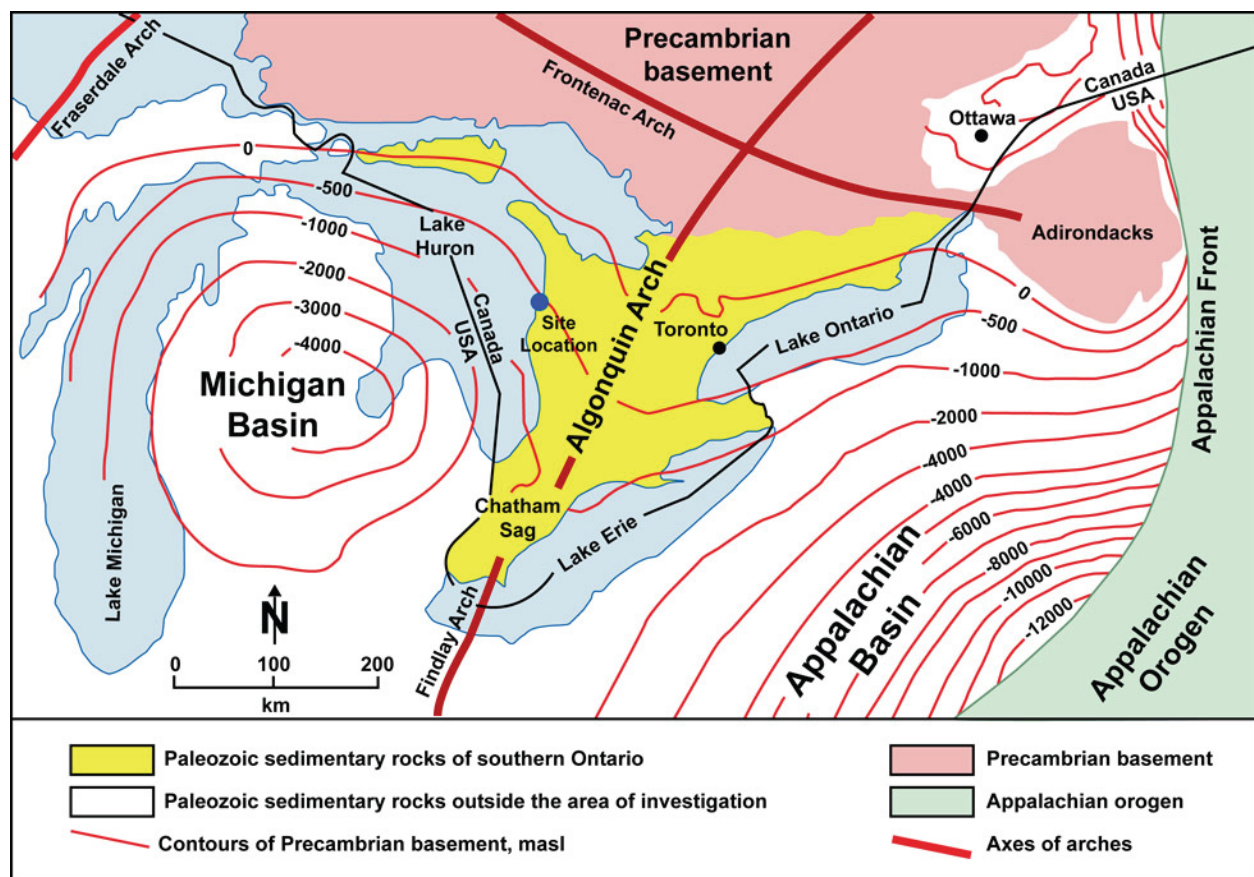 Fraserdale Arch
Precambrian
basement
Frontenac Arch
Canada
USA
Ottawa
Adirondacks
0
-500
-1000
-2000
-3000
-4000
Lake
Huron
Canada
USA
Michigan
Basin
Lake Michigan
Site
Location
Algonquin Arch
Toronto
Lake Ontario
Chatham
Sag
Lake Erie
Findlay Arch
0
-500
-1000
-2000
-4000
-4000
-6000
-8000
-10000
-12000
Appalachian
Basin
Appalachian Front
Appalachian
Orogen
N
0 100 200
km
Paleozoic sedimentary rocks of southern Ontario
Paleozoic sedimentary rocks outside the area of investigation
Contours of Precambrian basement, masl
Precambrian basement
Appalachian orogen
Axes of arches